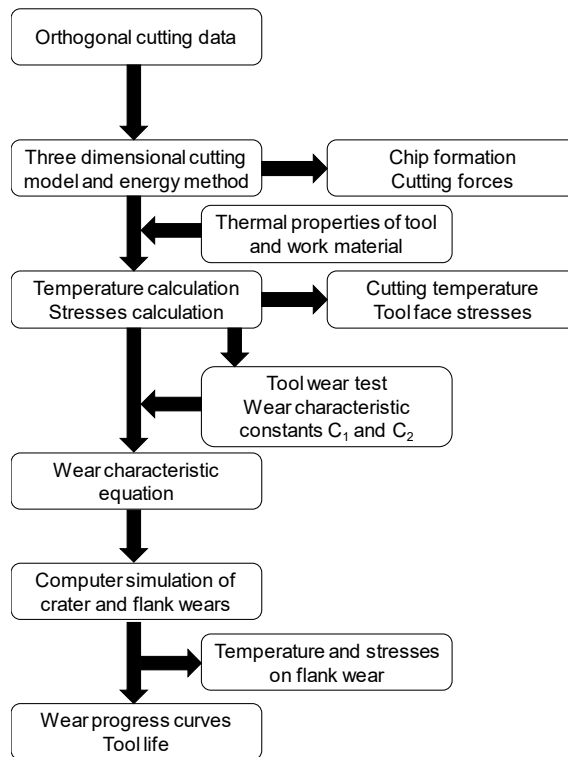 Orthogonal cutting data
Three dimensional cutting
model and energy method
Chip formation
Cutting forces
Thermal properties of tool
and work material
Temperature calculation
Stresses calculation
Cutting temperature
Tool face stresses
Tool wear test
Wear characteristic
constants C₁ and C₂
Wear characteristic
equation
Computer simulation of
crater and flank wears
Temperature and stresses
on flank wear
Wear progress curves
Tool life